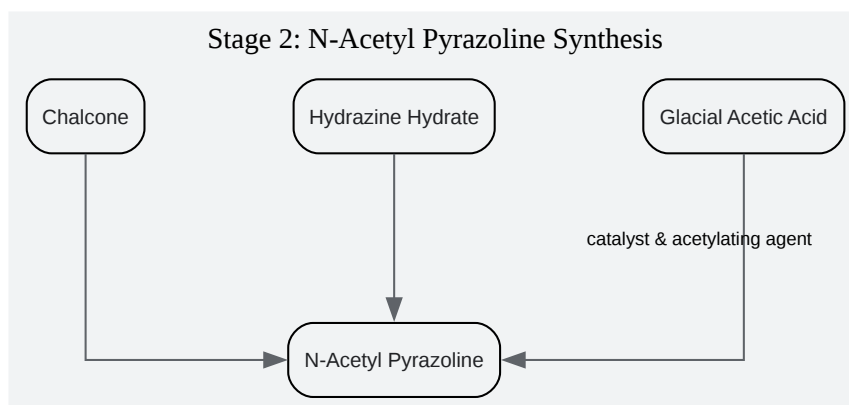 Stage 2: N-Acetyl Pyrazoline Synthesis
Chalcone
Hydrazine Hydrate
Glacial Acetic Acid
catalyst & acetylating agent
N-Acetyl Pyrazoline